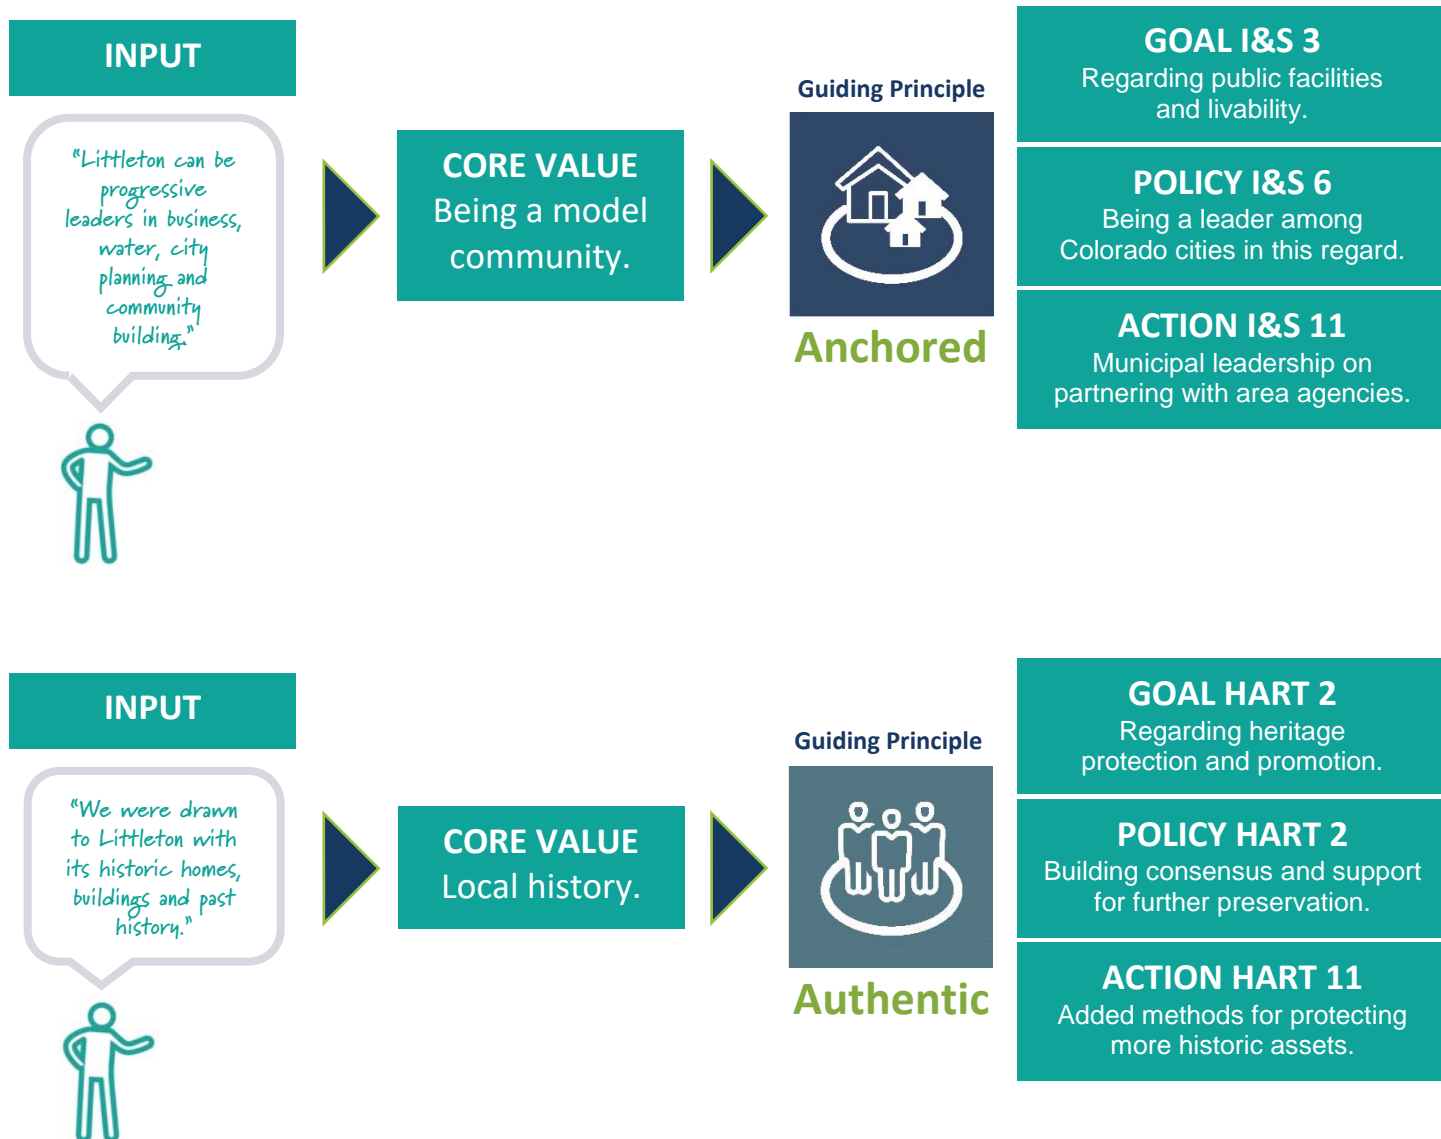 INPUT
"Littleton can be
progressive
leaders in business,
water, city
planning and
community
building."
CORE VALUE
Being a model
community.
Guiding Principle
Anchored
GOAL I&S 3
Regarding public facilities
and livability.
POLICY I&S 6
Being a leader among
Colorado cities in this regard.
ACTION I&S 11
Municipal leadership on
partnering with area agencies.
INPUT
"We were drawn
to Littleton with
its historic homes,
buildings and past
history."
CORE VALUE
Local history.
Guiding Principle
Authentic
GOAL HART 2
Regarding heritage
protection and promotion.
POLICY HART 2
Building consensus and support
for further preservation.
ACTION HART 11
Added methods for protecting
more historic assets.